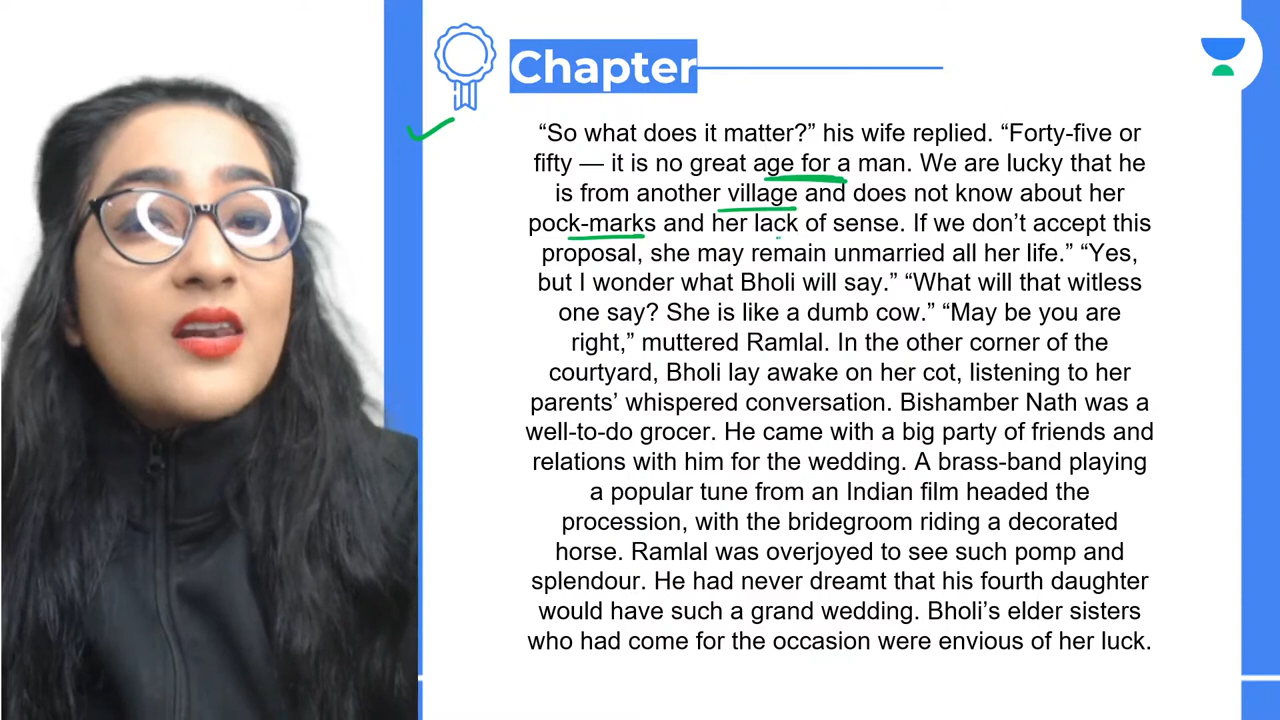 Chapter
“So what does it matter?” his wife replied. “Forty-five or
fifty — it is no great age for a man. We are lucky that he
is from another village and does not know about her
pock-marks and her lack of sense. If we don’t accept this
proposal, she may remain unmarried all her life.” “Yes,
but I wonder what Bholi will say.” “What will that witless
one say? She is like a dumb cow.” “May be you are
right,” muttered Ramlal. In the other corner of the
courtyard, Bholi lay awake on her cot, listening to her
parents’ whispered conversation. Bishamber Nath was a
well-to-do grocer. He came with a big party of friends and
relations with him for the wedding. A brass-band playing
a popular tune from an Indian film headed the
procession, with the bridegroom riding a decorated
horse. Ramlal was overjoyed to see such pomp and
splendour. He had never dreamt that his fourth daughter
would have such a grand wedding. Bholi’s elder sisters
who had come for the occasion were envious of her luck.